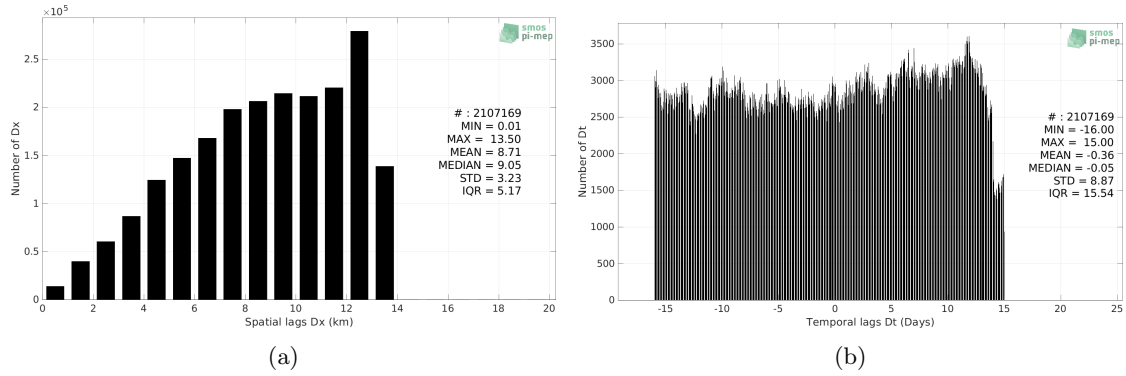 ×10⁵
smos
pi-mep
2.5
2
1.5
1
0.5
0
Number of Dx
# : 2107169
MIN = 0.01
MAX = 13.50
MEAN = 8.71
MEDIAN = 9.05
STD = 3.23
IQR = 5.17
0 2 4 6 8 10 12 14 16 18 20
Spatial lags Dx (km)
(a)
smos
pi-mep
3500
3000
2500
2000
1500
1000
500
0
Number of Dt
# : 2107169
MIN = -16.00
MAX = 15.00
MEAN = -0.36
MEDIAN = -0.05
STD = 8.87
IQR = 15.54
-15 -10 -5 0 5 10 15 20 25
Temporal lags Dt (Days)
(b)